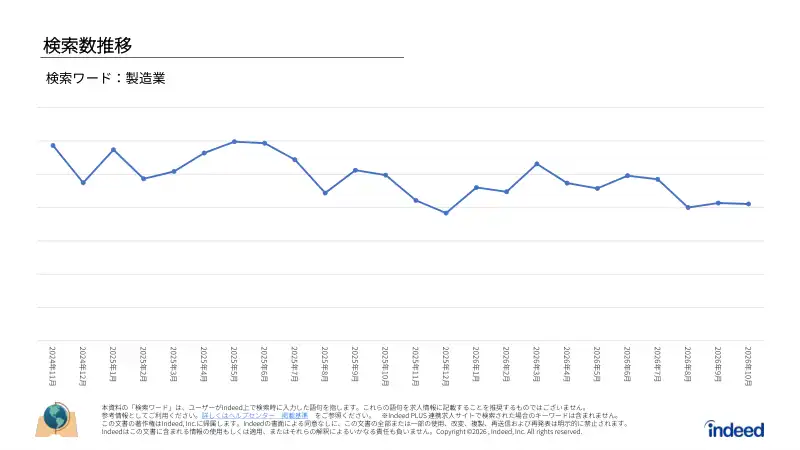 検索数推移
検索ワード：製造業
2024年11月
2024年12月
2025年1月
2025年2月
2025年3月
2025年4月
2025年5月
2025年6月
2025年7月
2025年8月
2025年9月
2025年10月
2025年11月
2025年12月
2026年1月
2026年2月
2026年3月
2026年4月
2026年5月
2026年6月
2026年7月
2026年8月
2026年9月
2026年10月
本資料の「検索ワード」は、ユーザーがIndeed上で検索時に入力した語句を指します。これらの語句を求人情報に記載することを推奨するものではございません。
参考情報としてご利用ください。詳しくはヘルプセンター　掲載基準　をご参照ください。　※Indeed PLUS 連携求人サイトで検索された場合のキーワードは含まれません。
この文書の著作権はIndeed, Inc.に帰属します。Indeedの書面による同意なしに、この文書の全部または一部の使用、改変、複製、再送信および再発表は明示的に禁止されます。
Indeedはこの文書に含まれる情報の使用もしくは適用、またはそれらの解釈によるいかなる責任も負いません。Copyright ©2026 , Indeed, Inc. All rights reserved.
indeed